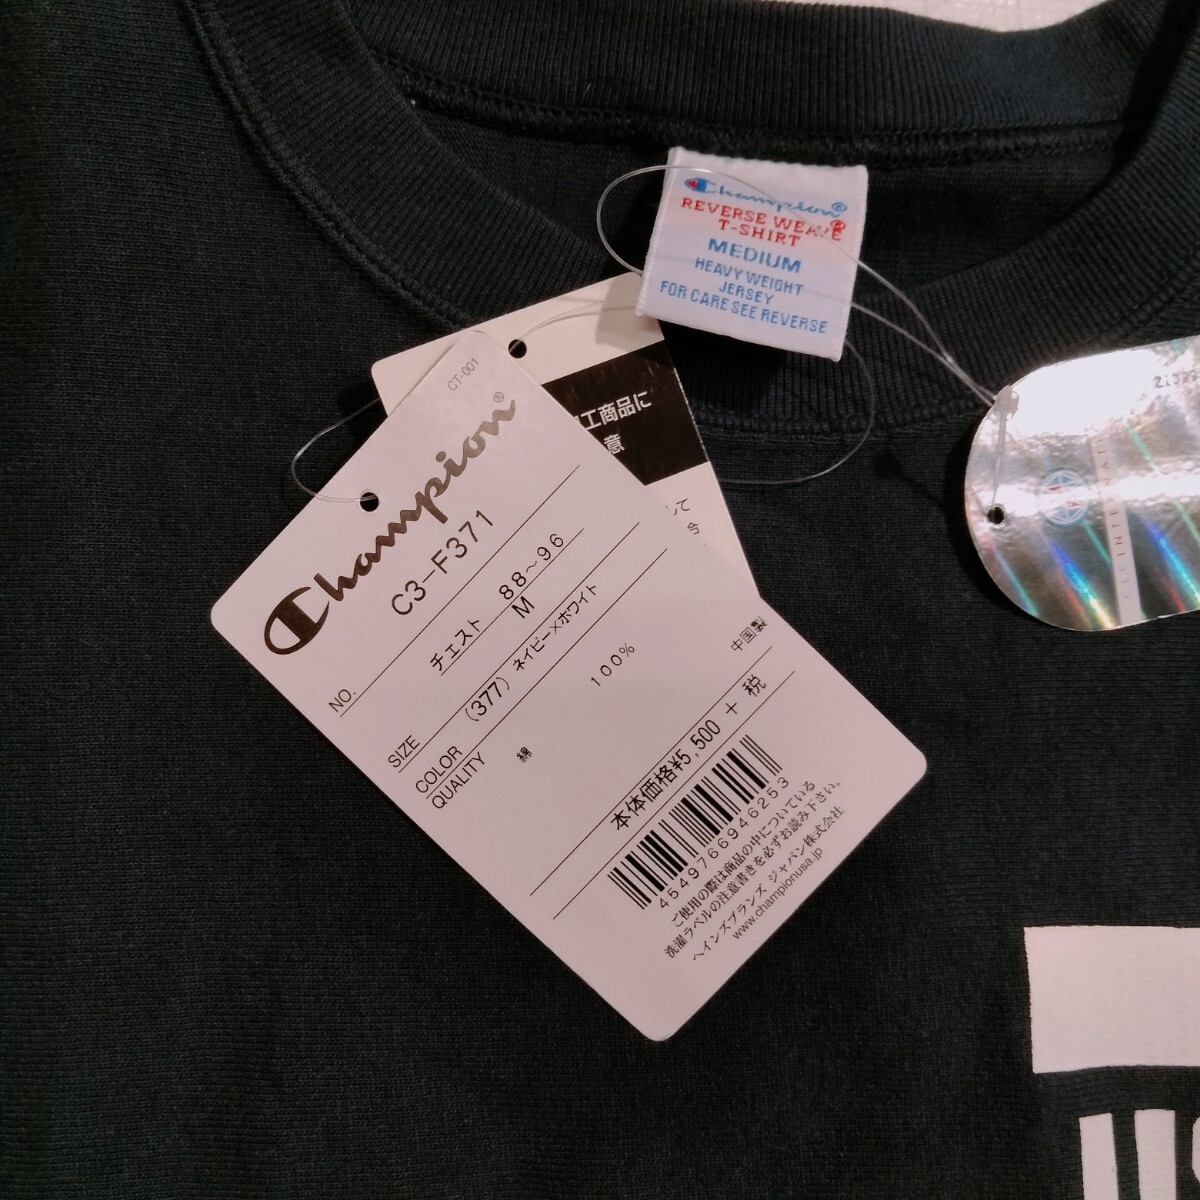 Champion®
REVERSE WEAVE®
T-SHIRT
MEDIUM
HEAVY WEIGHT
JERSEY
FOR CARE SEE REVERSE
工商品に
意
して
CT-001
Champion®
NO. C3-F371
チェスト 88~96
SIZE M
COLOR (377) ネイビー×ホワイト
QUALITY 綿 100%
中国製
本体価格¥5,500 + 税
4549766946253
ご使用の際は商品の中についている
洗濯ラベルの注意書きを必ずお読み下さい。
ヘインズブランズ ジャパン株式会社
www.championusa.jp